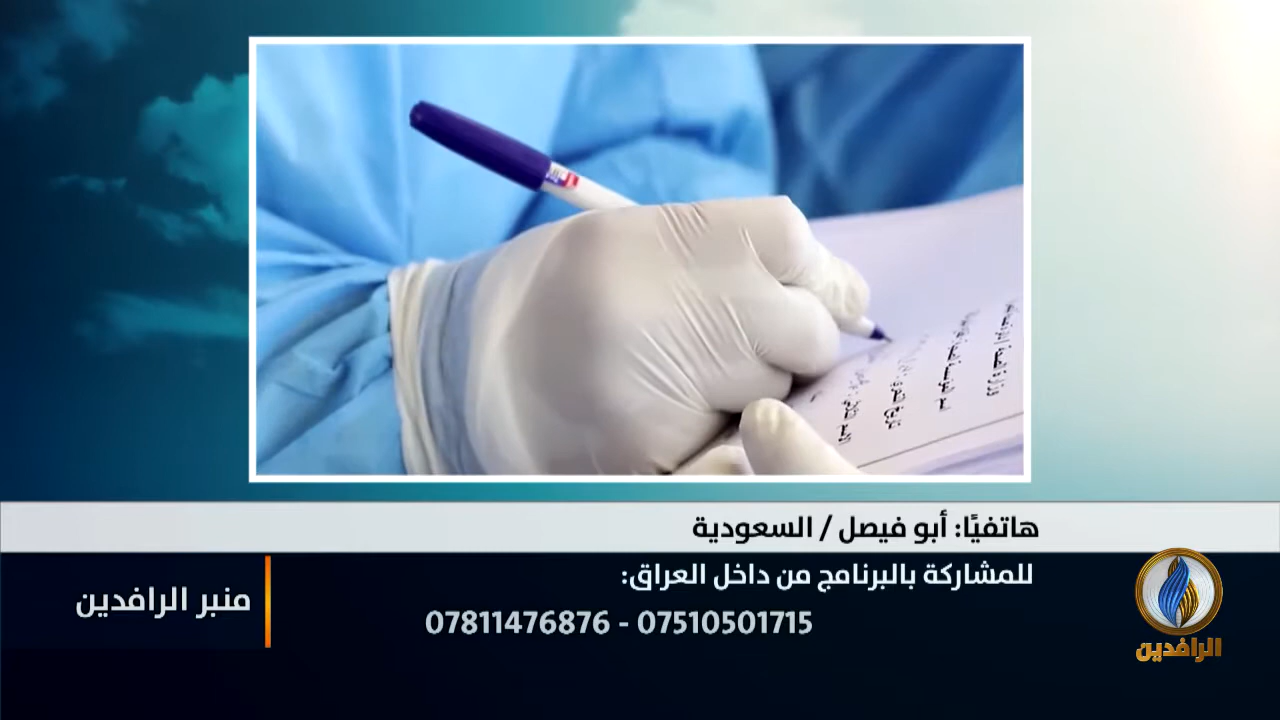 هاتفيًا: أبو فيصل / السعودية
للمشاركة بالبرنامج من داخل العراق:
07811476876 - 07510501715
منبر الرافدين
الرافدين